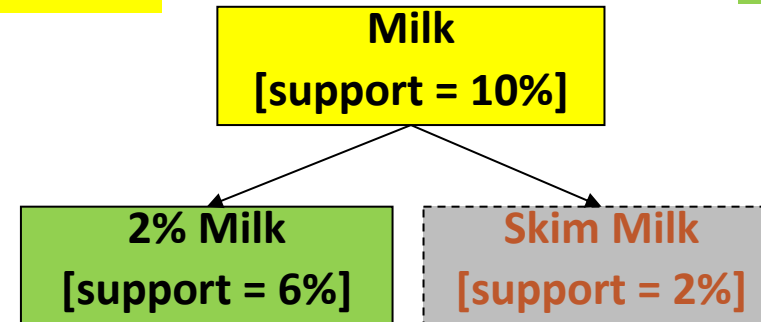 Milk
[support = 10%]
2% Milk
[support = 6%]
Skim Milk
[support = 2%]